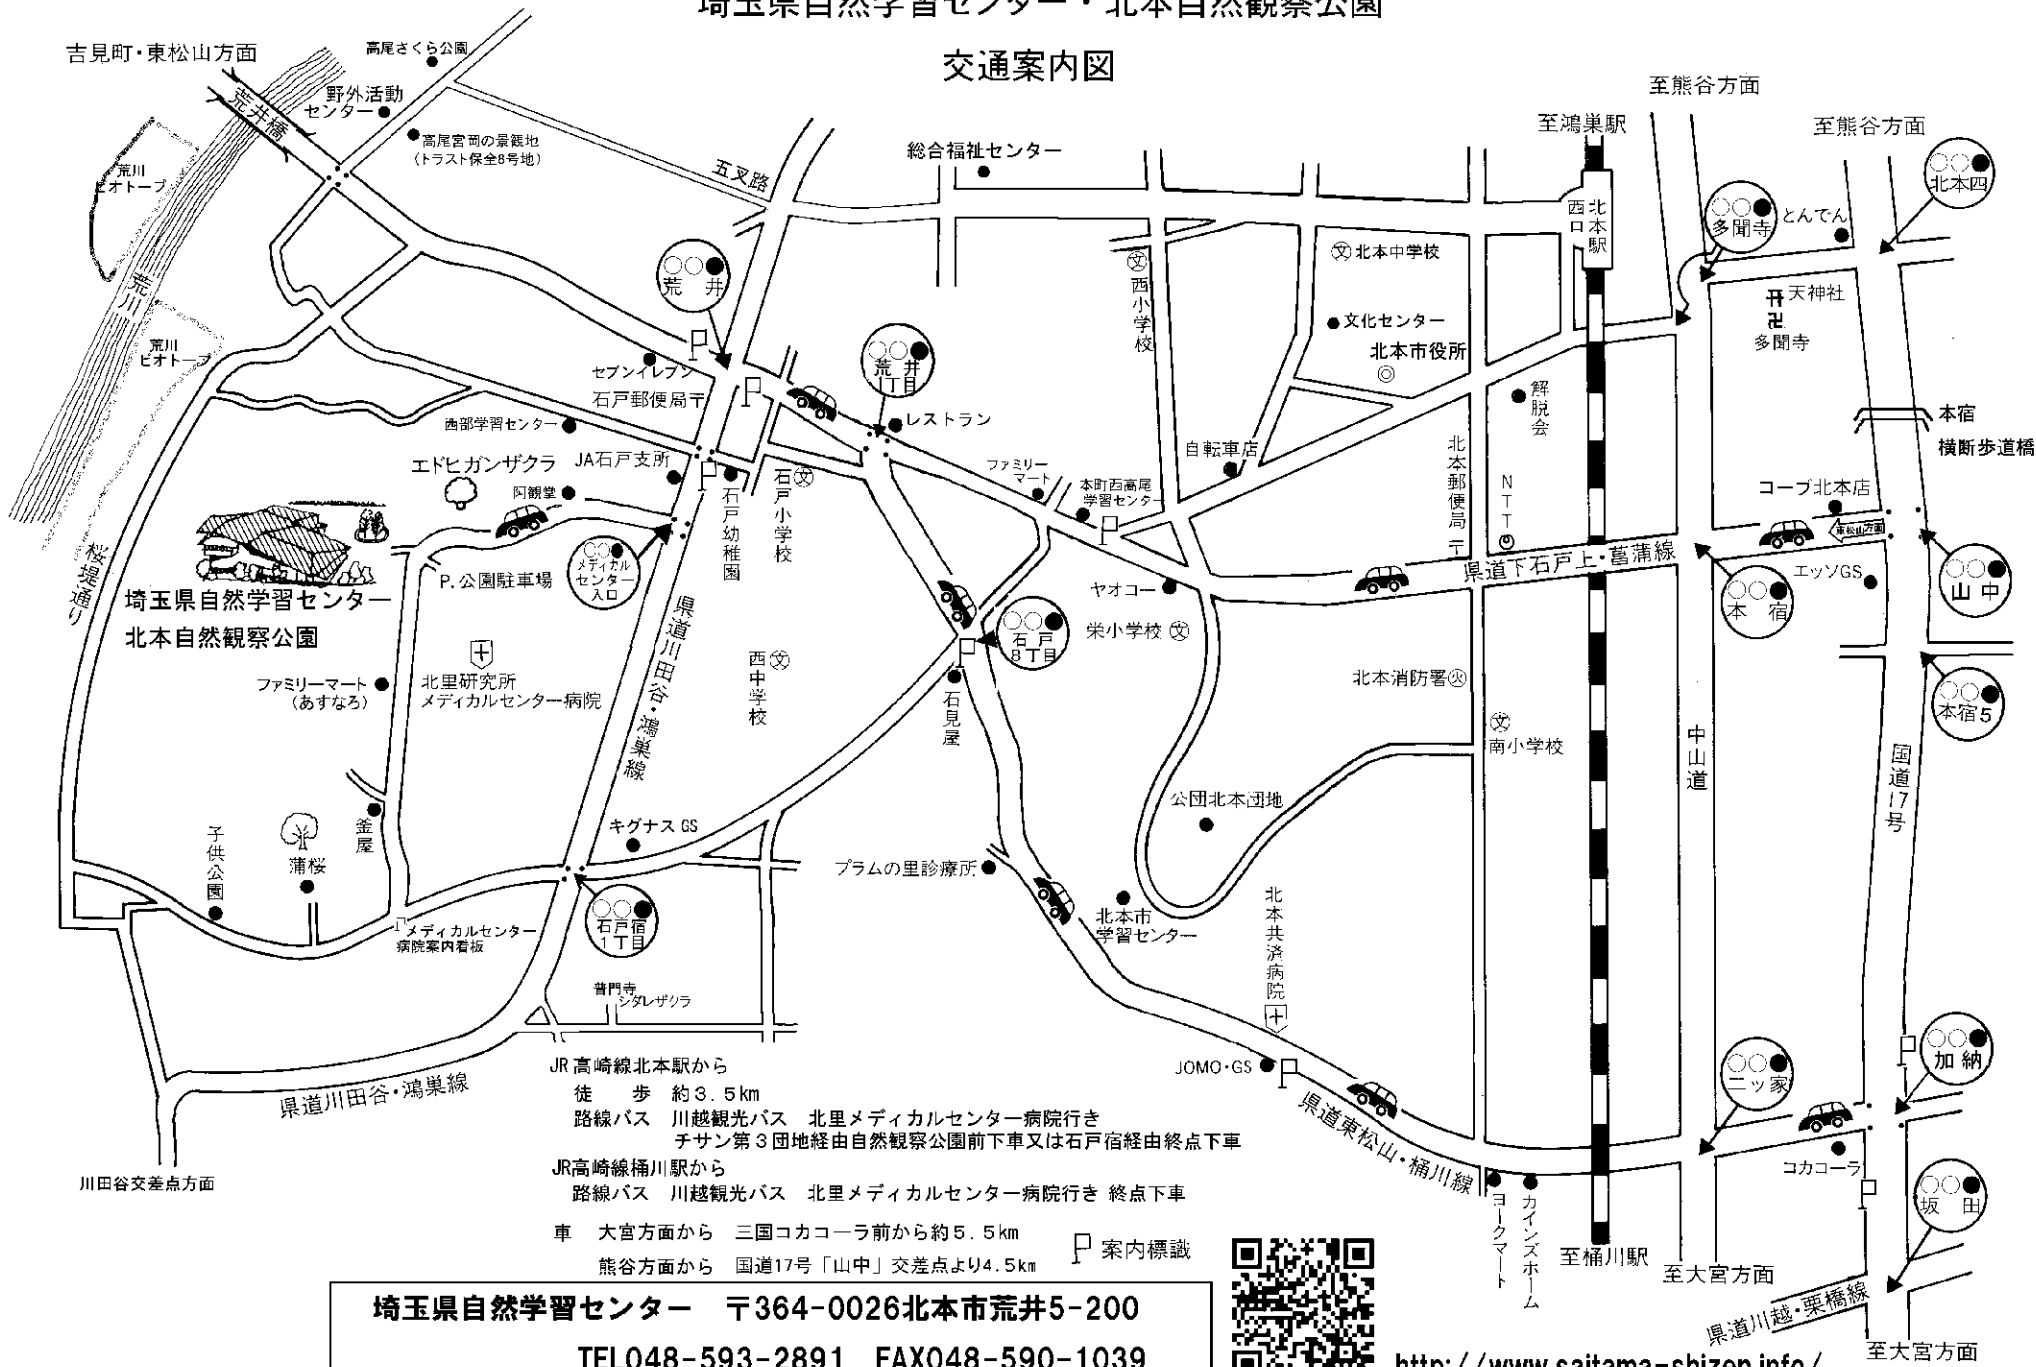 埼玉県自然学習センター・北本自然観察公園
交通案内図
吉見町・東松山方面
高尾さくら公園
野外活動
センター
荒井橋
高尾宮岡の景観地
(トラスト保全8号地)
荒川
ビオトープ
荒川
荒川
ビオトープ
五叉路
総合福祉センター
至鴻巣駅
至熊谷方面
至熊谷方面
北本四
多聞寺
とんでん
北本駅
西口
天神社
多聞寺
荒井
セブンイレブン
石戸郵便局〒
荒井
1丁目
レストラン
文 西小学校
文 北本中学校
文化センター
北本市役所
解脱会
本宿
横断歩道橋
西部学習センター
JA石戸支所
エドヒガンザクラ
阿観堂
石戸幼稚園
石戸小学校 文
ファミリー
マート
本町西高尾
学習センター
自転車店
北本郵便局〒
NTT
コープ北本店
東松山方面
桜堤通り
P.公園駐車場
メディカル
センター
入口
県道下石戸上・菖蒲線
エッソGS
山中
本宿
埼玉県自然学習センター
北本自然観察公園
県道川田谷・鴻巣線
ヤオコー
栄小学校 文
石戸
8丁目
北本消防署 火
本宿5
ファミリーマート
(あすなろ)
北里研究所
メディカルセンター病院
西中学校 文
石見屋
文
南小学校
中山道
国道17号
公団北本団地
釜屋
子供公園
蒲桜
キグナスGS
プラムの里診療所
北本市
学習センター
北本共済病院
石戸宿
1丁目
メディカルセンター
病院案内看板
普門寺
シダレザクラ
JOMO・GS
二ッ家
加納
県道川田谷・鴻巣線
県道東松山・桶川線
コカコーラ
坂田
川田谷交差点方面
ヨークマート
カインズホーム
至桶川駅
至大宮方面
県道川越・栗橋線
至大宮方面
JR高崎線北本駅から
徒 歩 約3.5km
路線バス 川越観光バス 北里メディカルセンター病院行き
チサン第3団地経由自然観察公園前下車又は石戸宿経由終点下車
JR高崎線桶川駅から
路線バス 川越観光バス 北里メディカルセンター病院行き 終点下車
車 大宮方面から 三国コカコーラ前から約5.5km
熊谷方面から 国道17号「山中」交差点より4.5km
案内標識
埼玉県自然学習センター 〒364-0026北本市荒井5-200
TEL048-593-2891 FAX048-590-1039
http://www.saitama-shizen.info/